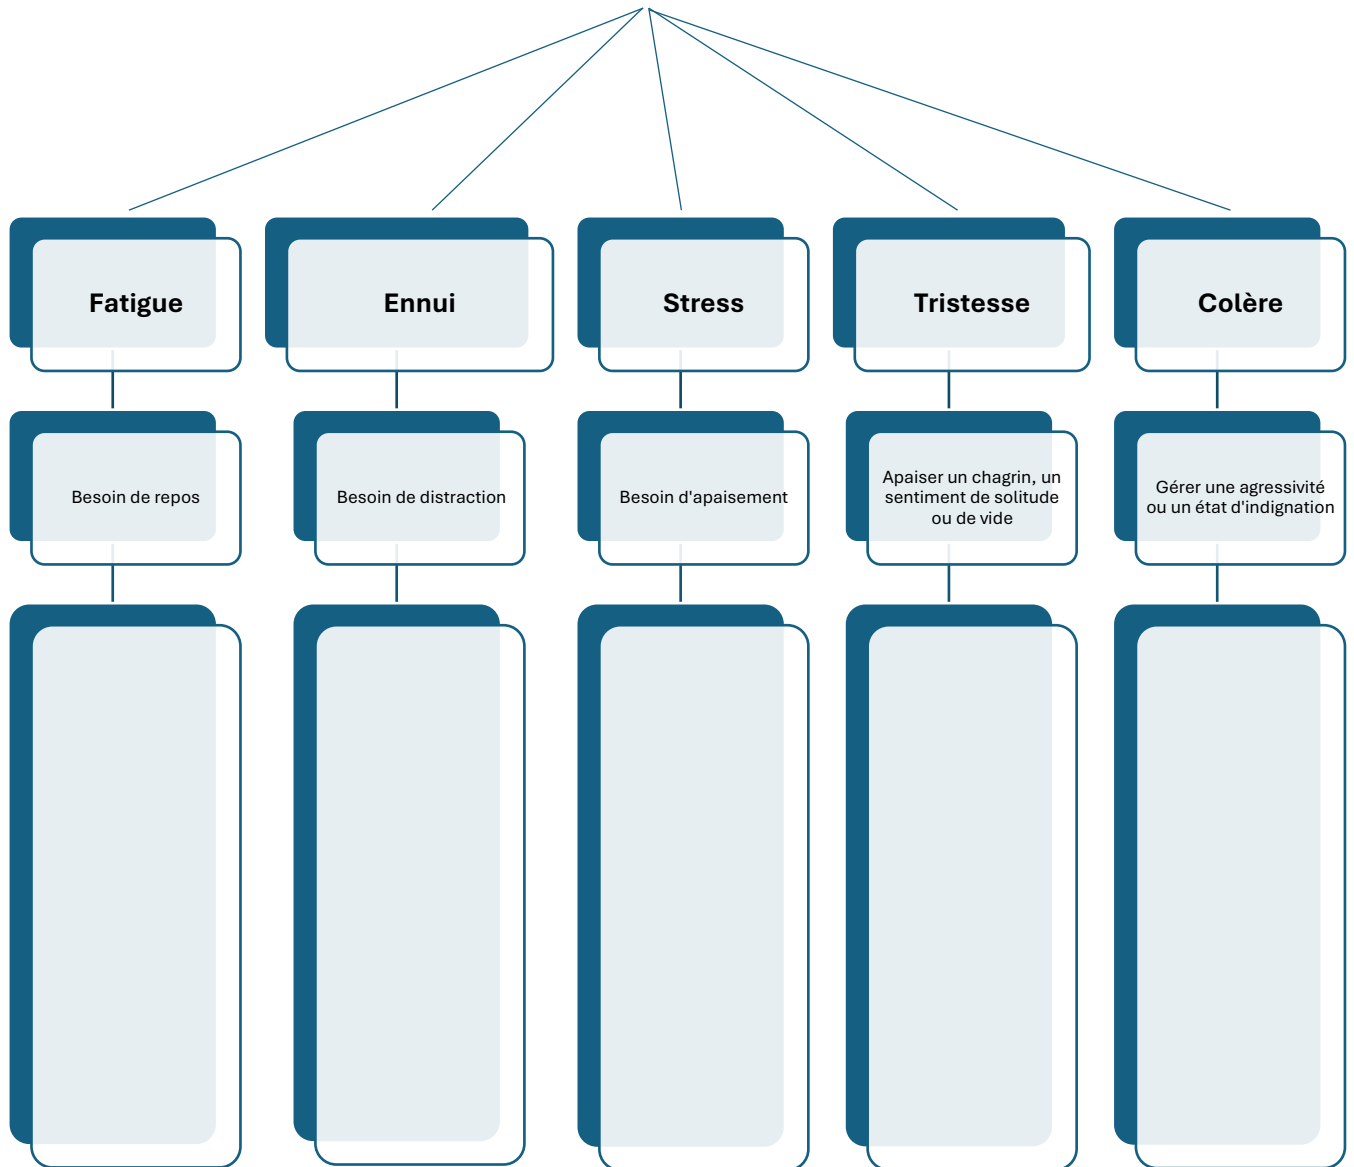 Fatigue
Ennui
Stress
Tristesse
Colère
Besoin de repos
Besoin de distraction
Besoin d'apaisement
Apaiser un chagrin, un
sentiment de solitude
ou de vide
Gérer une agressivité
ou un état d'indignation